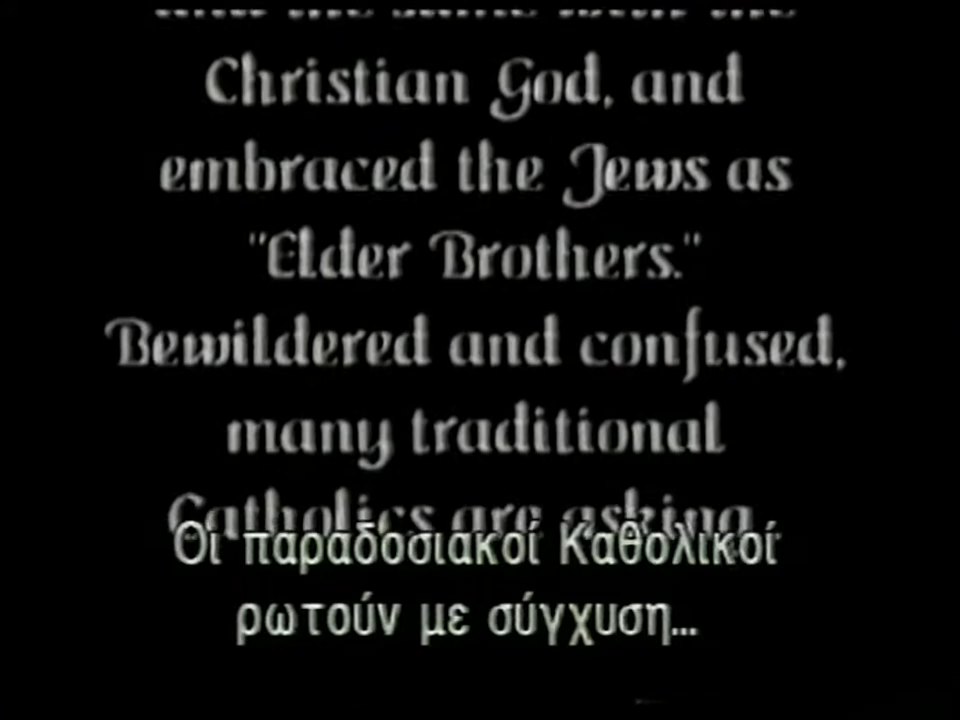 Christian God, and
embraced the Jews as
"Elder Brothers."
Bewildered and confused,
many traditional
Catholics are asking
Οι παραδοσιακοί Καθολικοί
ρωτούν με σύγχυση...